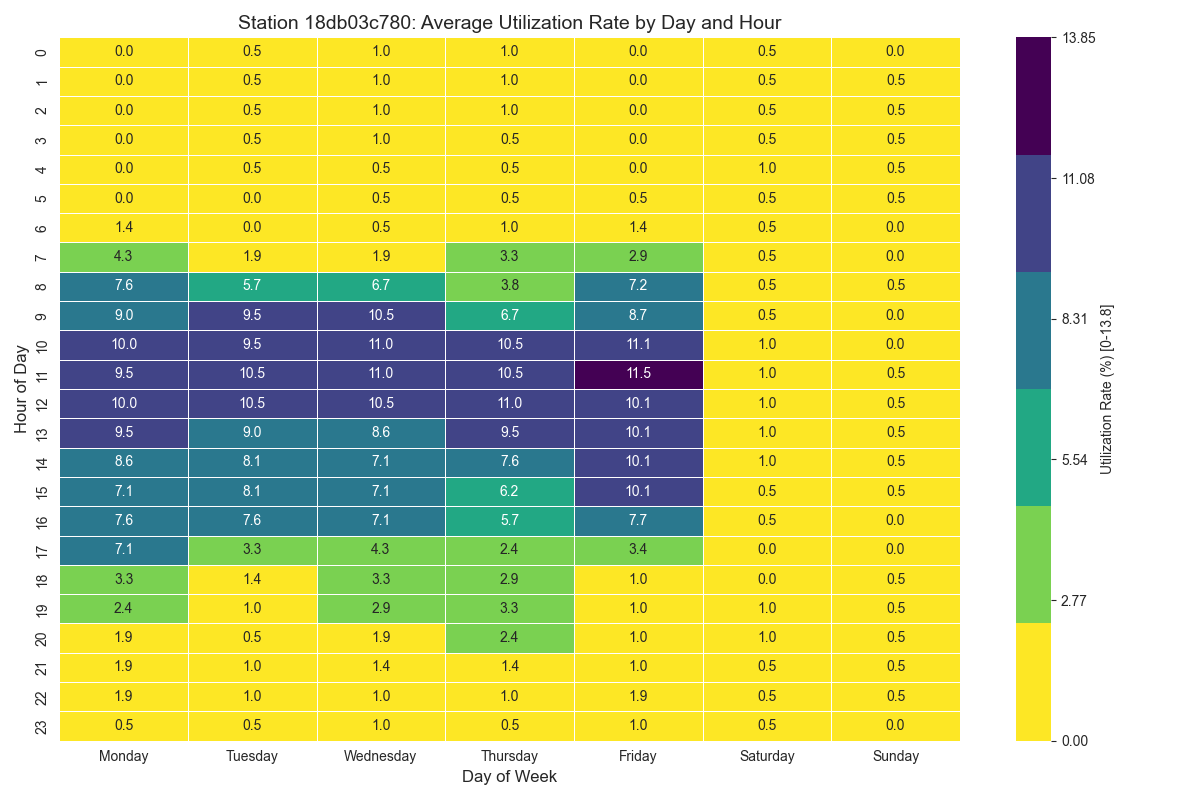 Station 18db03c780: Average Utilization Rate by Day and Hour
0 0.0 0.5 1.0 1.0 0.0 0.5 0.0
1 0.0 0.5 1.0 1.0 0.0 0.5 0.5
2 0.0 0.5 1.0 1.0 0.0 0.5 0.5
3 0.0 0.5 1.0 0.5 0.0 0.5 0.5
4 0.0 0.5 0.5 0.5 0.0 1.0 0.5
5 0.0 0.0 0.5 0.5 0.5 0.5 0.5
6 1.4 0.0 0.5 1.0 1.4 0.5 0.0
7 4.3 1.9 1.9 3.3 2.9 0.5 0.0
8 7.6 5.7 6.7 3.8 7.2 0.5 0.5
9 9.0 9.5 10.5 6.7 8.7 0.5 0.0
10 10.0 9.5 11.0 10.5 11.1 1.0 0.0
11 9.5 10.5 11.0 10.5 11.5 1.0 0.5
12 10.0 10.5 10.5 11.0 10.1 1.0 0.5
13 9.5 9.0 8.6 9.5 10.1 1.0 0.5
14 8.6 8.1 7.1 7.6 10.1 1.0 0.5
15 7.1 8.1 7.1 6.2 10.1 0.5 0.5
16 7.6 7.6 7.1 5.7 7.7 0.5 0.0
17 7.1 3.3 4.3 2.4 3.4 0.0 0.0
18 3.3 1.4 3.3 2.9 1.0 0.0 0.5
19 2.4 1.0 2.9 3.3 1.0 1.0 0.5
20 1.9 0.5 1.9 2.4 1.0 1.0 0.5
21 1.9 1.0 1.4 1.4 1.0 0.5 0.5
22 1.9 1.0 1.0 1.0 1.9 0.5 0.5
23 0.5 0.5 1.0 0.5 1.0 0.5 0.0
Monday Tuesday Wednesday Thursday Friday Saturday Sunday
Day of Week
Hour of Day
13.85
11.08
8.31
5.54
2.77
0.00
Utilization Rate (%) [0-13.8]